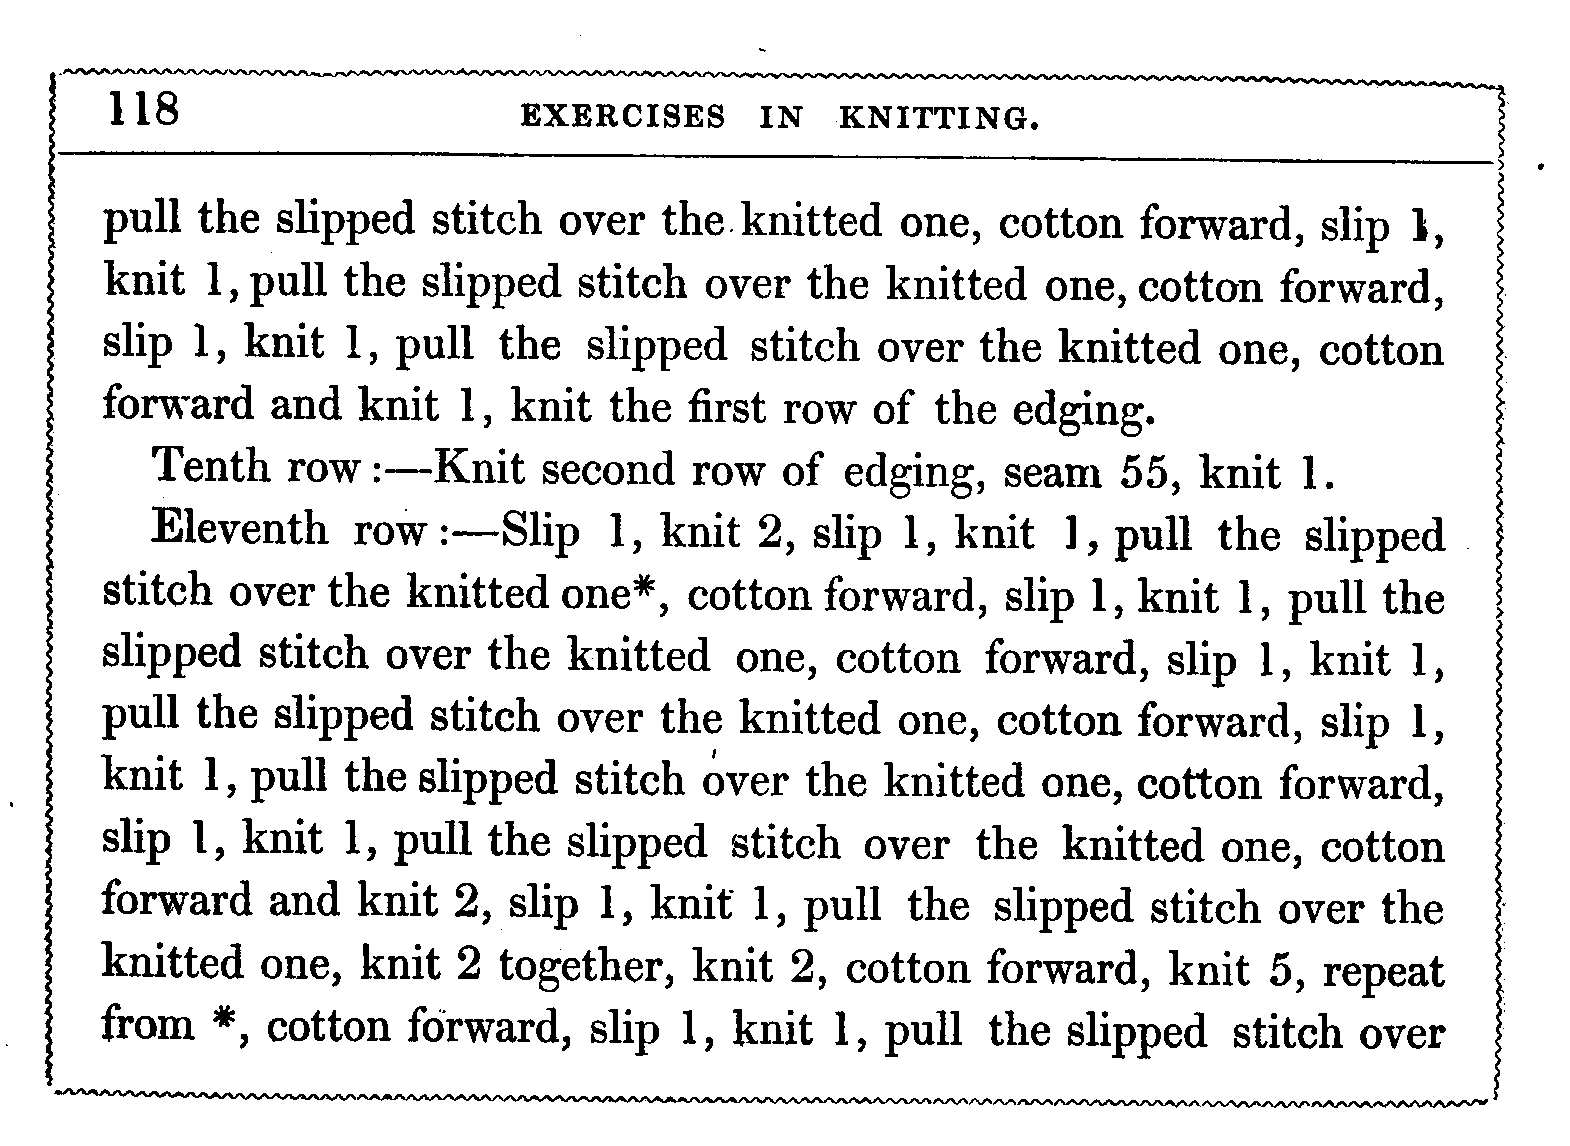 118 EXERCISES IN KNITTING.
pull the slipped stitch over the knitted one, cotton forward, slip 1,
knit 1, pull the slipped stitch over the knitted one, cotton forward,
slip 1, knit 1, pull the slipped stitch over the knitted one, cotton
forward and knit 1, knit the first row of the edging.
Tenth row:—Knit second row of edging, seam 55, knit 1.
Eleventh row:—Slip 1, knit 2, slip 1, knit 1, pull the slipped
stitch over the knitted one*, cotton forward, slip 1, knit 1, pull the
slipped stitch over the knitted one, cotton forward, slip 1, knit 1,
pull the slipped stitch over the knitted one, cotton forward, slip 1,
knit 1, pull the slipped stitch over the knitted one, cotton forward,
slip 1, knit 1, pull the slipped stitch over the knitted one, cotton
forward and knit 2, slip 1, knit 1, pull the slipped stitch over the
knitted one, knit 2 together, knit 2, cotton forward, knit 5, repeat
from *, cotton forward, slip 1, knit 1, pull the slipped stitch over